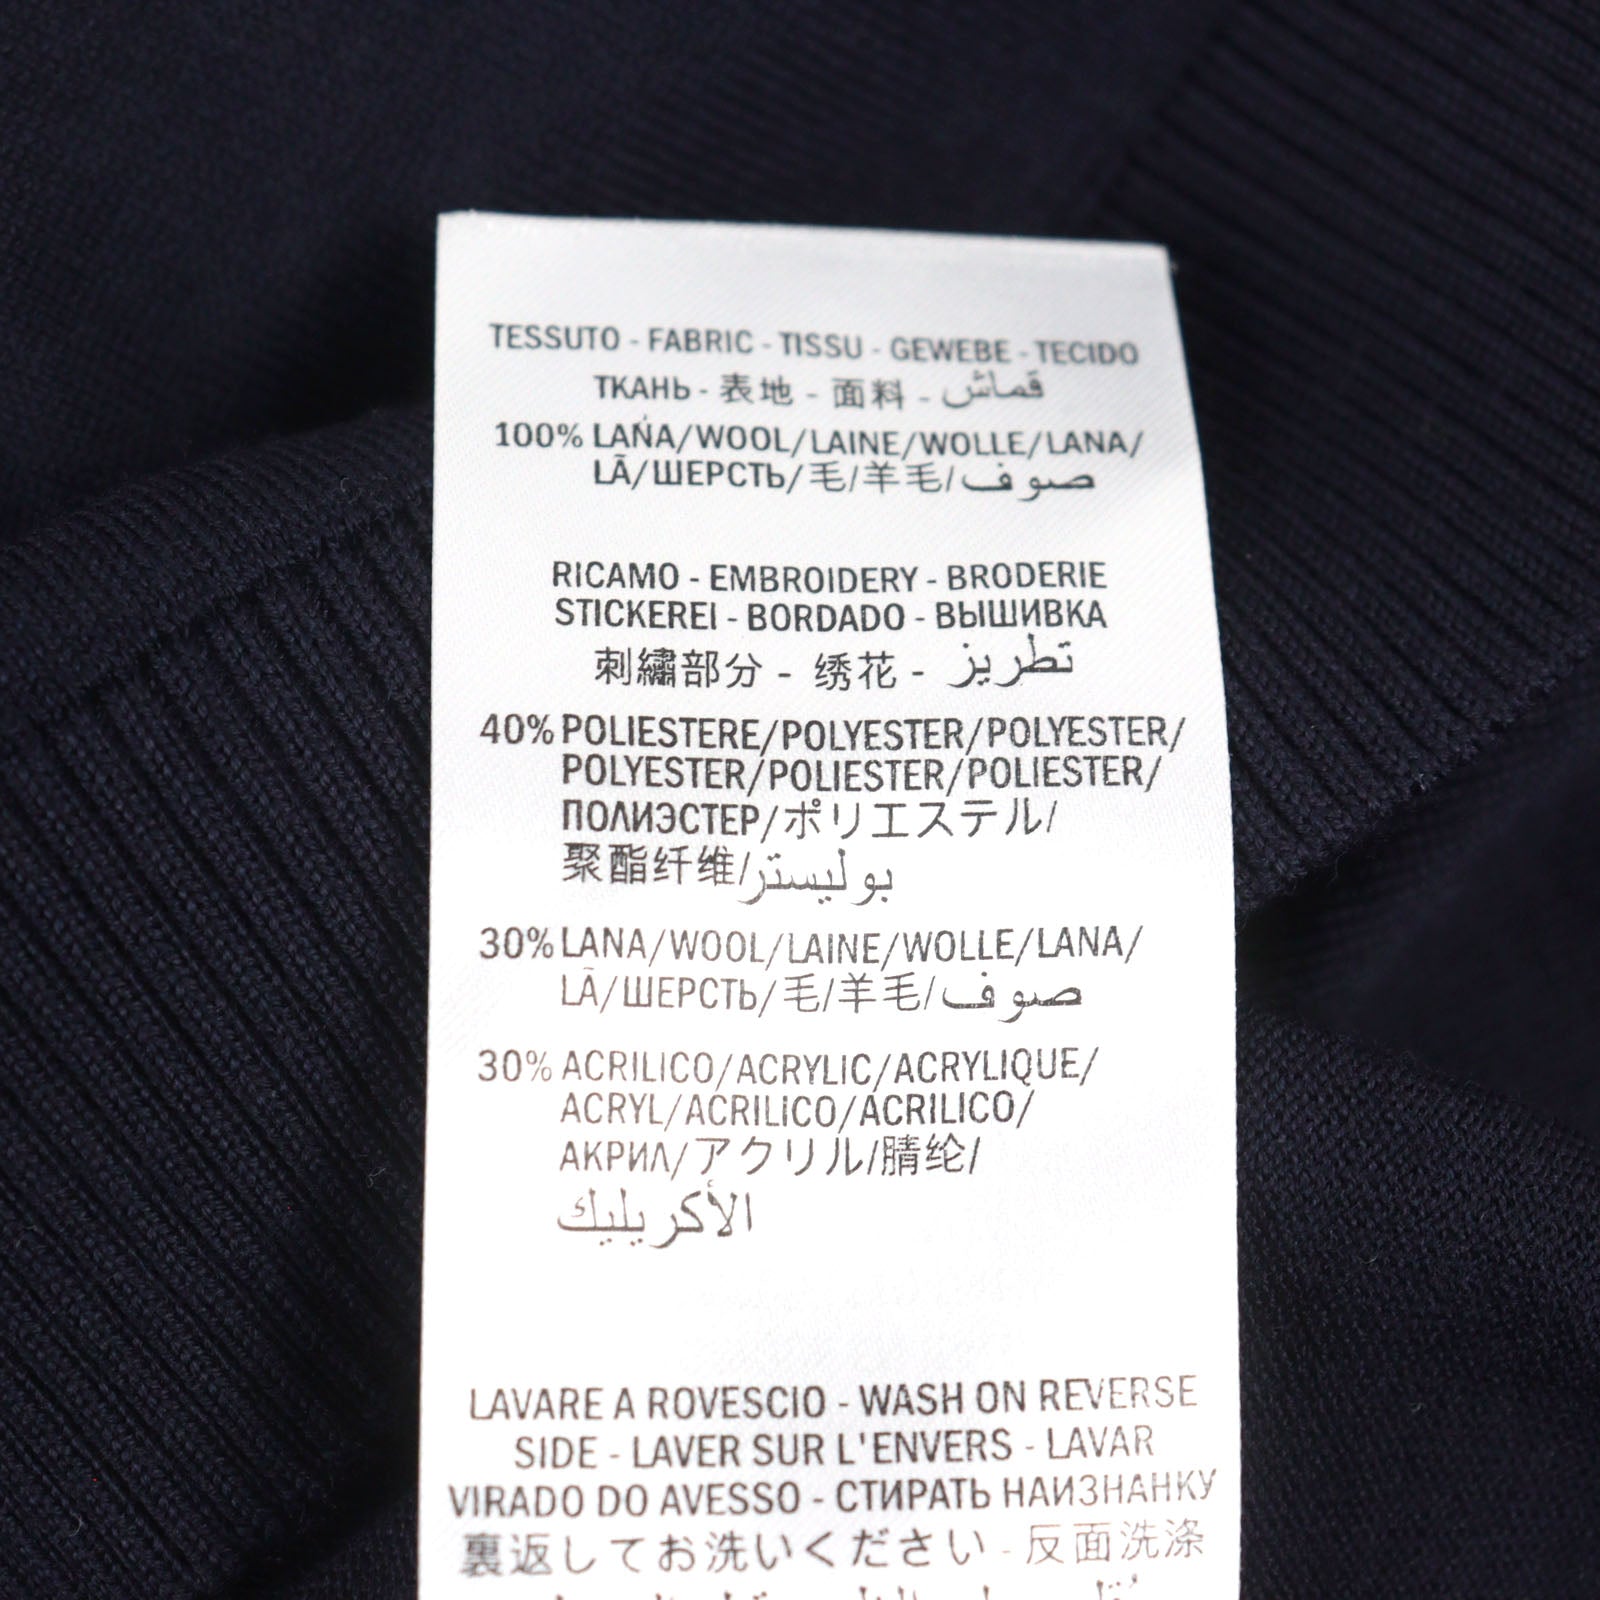 TESSUTO - FABRIC - TISSU - GEWEBE - TECIDO
ТКАНЬ - 表地 - 面料 - قماش
100% LANA/WOOL/LAINE/WOLLE/LANA/
LÃ/ШЕРСТЬ/毛/羊毛/صوف
RICAMO - EMBROIDERY - BRODERIE
STICKEREI - BORDADO - ВЫШИВКА
刺繍部分 - 绣花 - تطريز
40% POLIESTERE/POLYESTER/POLYESTER/
POLYESTER/POLIESTER/POLIESTER/
ПОЛИЭСТЕР/ポリエステル/
聚酯纤维/بوليستر
30% LANA/WOOL/LAINE/WOLLE/LANA/
LÃ/ШЕРСТЬ/毛/羊毛/صوف
30% ACRILICO/ACRYLIC/ACRYLIQUE/
ACRYL/ACRILICO/ACRILICO/
АКРИЛ/アクリル/腈纶/
الأكريليك
LAVARE A ROVESCIO - WASH ON REVERSE
SIDE - LAVER SUR L'ENVERS - LAVAR
VIRADO DO AVESSO - СТИРАТЬ НАИЗНАНКУ
裏返してお洗いください - 反面洗涤